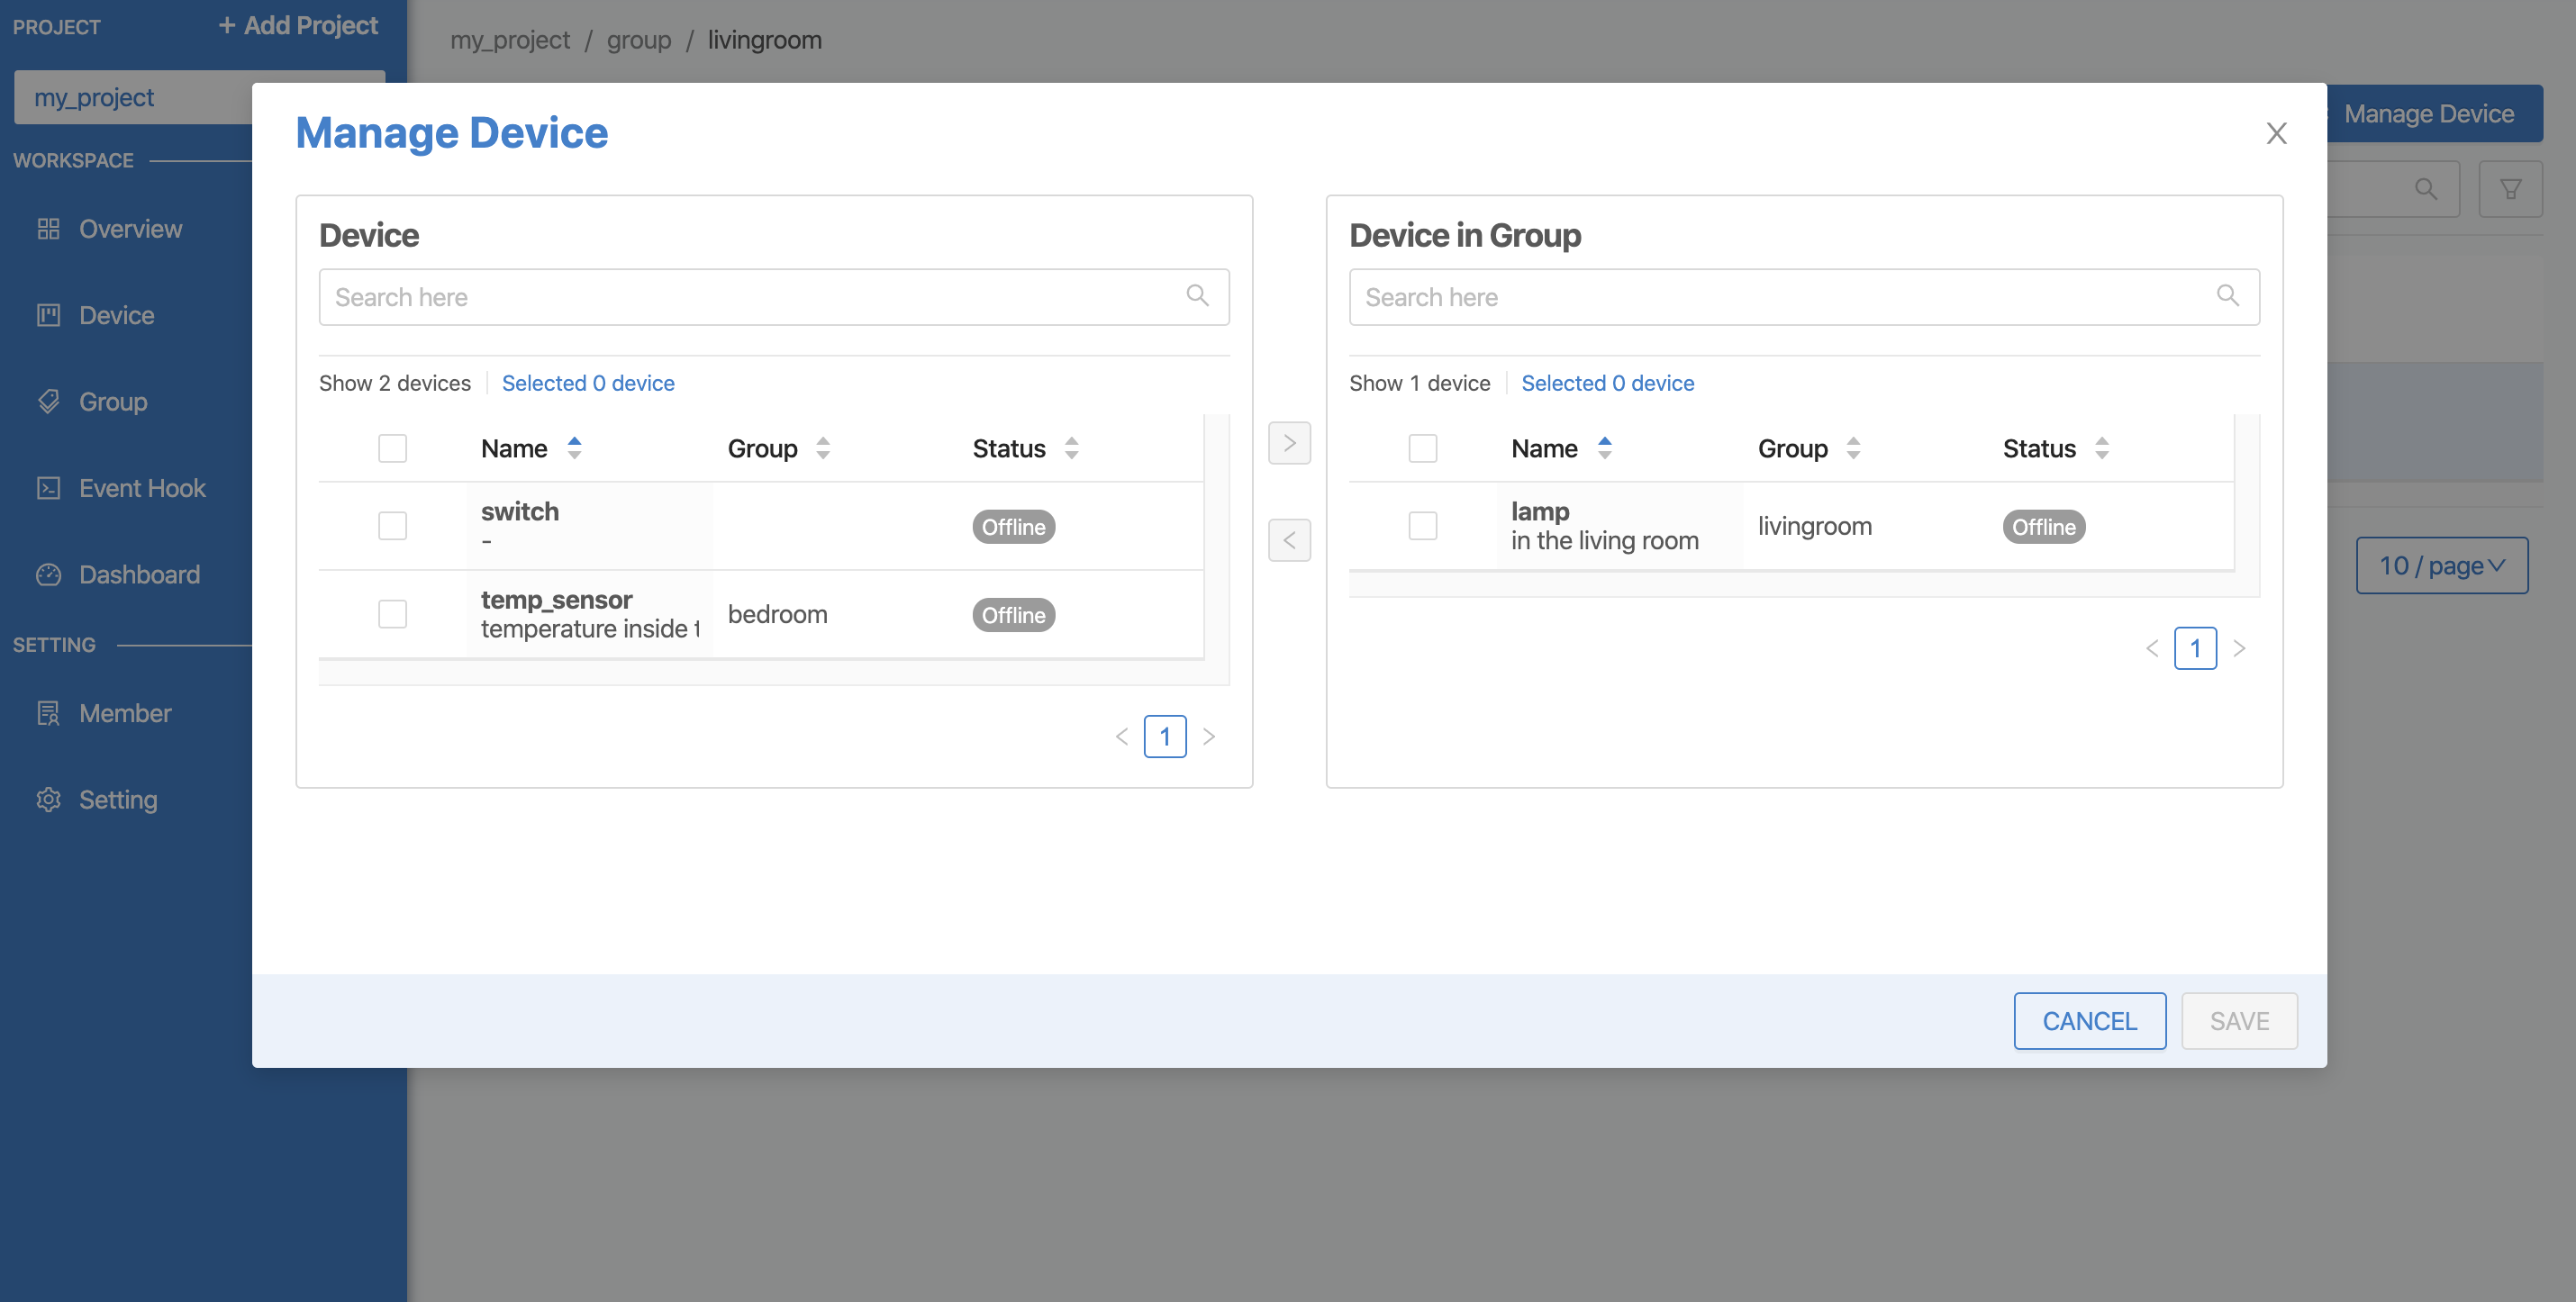 PROJECT
+ Add Project
my_project
WORKSPACE
Overview
Device
Group
Event Hook
Dashboard
SETTING
Member
Setting
my_project / group / livingroom
Manage Device
10 / page
Manage Device
Device
Search here
Show 2 devices
Selected 0 device
Name Group Status
switch
-
Offline
temp_sensor
temperature inside
bedroom
Offline
1
Device in Group
Search here
Show 1 device
Selected 0 device
Name Group Status
lamp
in the living room
livingroom
Offline
1
CANCEL
SAVE